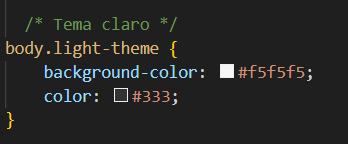 /* Tema claro */
body.light-theme {
background-color: #f5f5f5;
color: #333;
}